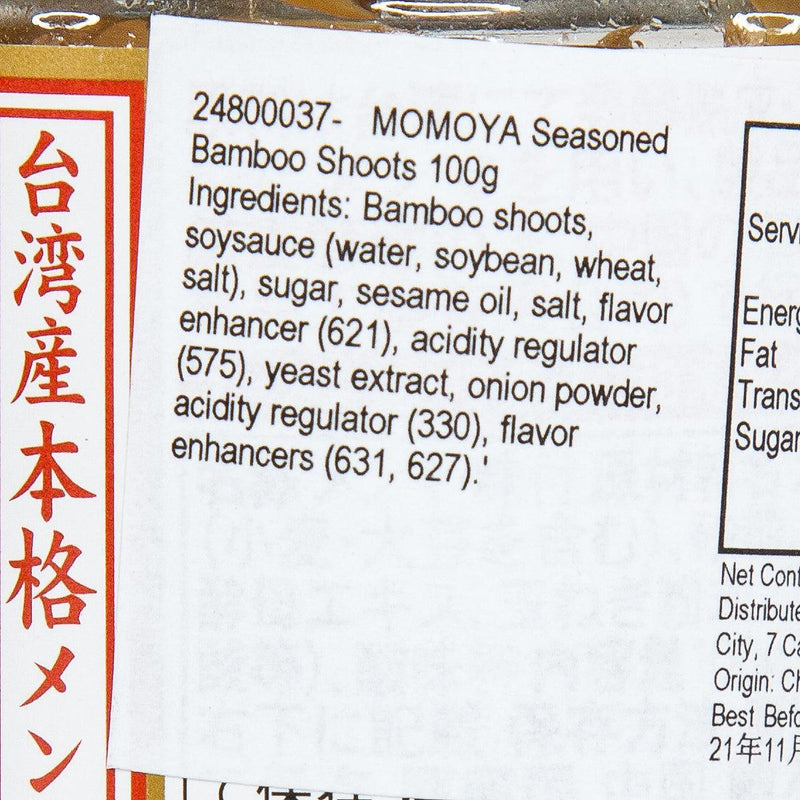 台湾産本格メン
24800037- MOMOYA Seasoned
Bamboo Shoots 100g
Ingredients: Bamboo shoots,
soysauce (water, soybean, wheat,
salt), sugar, sesame oil, salt, flavor
enhancer (621), acidity regulator
(575), yeast extract, onion powder,
acidity regulator (330), flavor
enhancers (631, 627).'
Servi
Energ
Fat
Trans
Sugar
Net Cont
Distribute
City, 7 Ca
Origin: Ch
Best Befo
21年11月